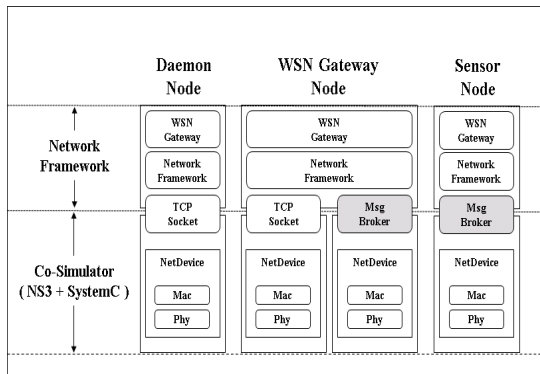 Daemon
Node
WSN Gateway
Node
Sensor
Node
Network
Framework
WSN
Gateway
WSN
Gateway
WSN
Gateway
Network
Framework
Network
Framework
Network
Framework
TCP
Socket
TCP
Socket
Msg
Broker
Msg
Broker
Co-Simulator
( NS3 + SystemC )
NetDevice
Mac
Phy
NetDevice
Mac
Phy
NetDevice
Mac
Phy
NetDevice
Mac
Phy